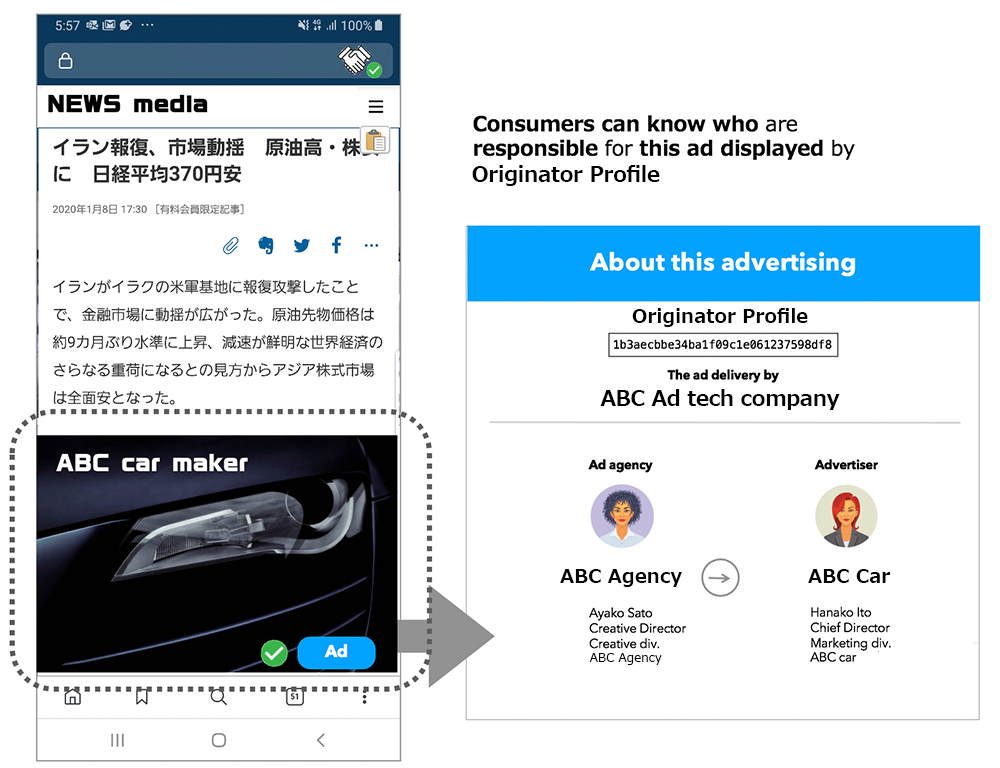 5:57
4G 100%
NEWS media
イラン報復、市場動揺 原油高・株
に 日経平均370円安
2020年1月8日 17:30 [有料会員限定記事]
イランがイラクの米軍基地に報復攻撃したこと
で、金融市場に動揺が広がった。原油先物価格は
約9カ月ぶり水準に上昇、減速が鮮明な世界経済の
さらなる重荷になるとの見方からアジア株式市場
は全面安となった。
ABC car maker
Ad
51
Consumers can know who are
responsible for this ad displayed by
Originator Profile
About this advertising
Originator Profile
1b3aecbbe34ba1f09c1e061237598df8
The ad delivery by
ABC Ad tech company
Ad agency
ABC Agency
Ayako Sato
Creative Director
Creative div.
ABC Agency
Advertiser
ABC Car
Hanako Ito
Chief Director
Marketing div.
ABC car